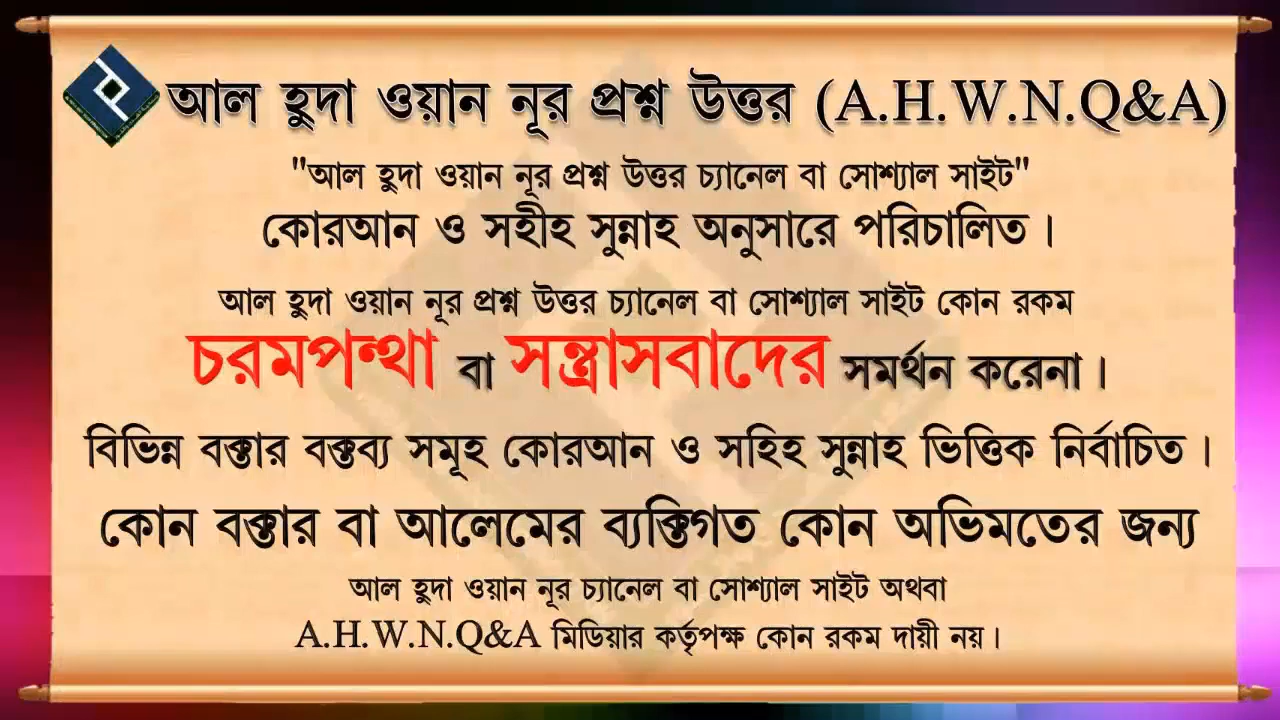 আল হুদা ওয়ান নূর প্রশ্ন উত্তর (A.H.W.N.Q&A)
"আল হুদা ওয়ান নূর প্রশ্ন উত্তর চ্যানেল বা সোশ্যাল সাইট"
কোরআন ও সহীহ সুন্নাহ অনুসারে পরিচালিত।
আল হুদা ওয়ান নূর প্রশ্ন উত্তর চ্যানেল বা সোশ্যাল সাইট কোন রকম
চরমপন্থা বা সন্ত্রাসবাদের সমর্থন করেনা।
বিভিন্ন বক্তার বক্তব্য সমূহ কোরআন ও সহিহ সুন্নাহ ভিত্তিক নির্বাচিত।
কোন বক্তার বা আলেমের ব্যক্তিগত কোন অভিমতের জন্য
আল হুদা ওয়ান নূর চ্যানেল বা সোশ্যাল সাইট অথবা
A.H.W.N.Q&A মিডিয়ার কর্তৃপক্ষ কোন রকম দায়ী নয়।